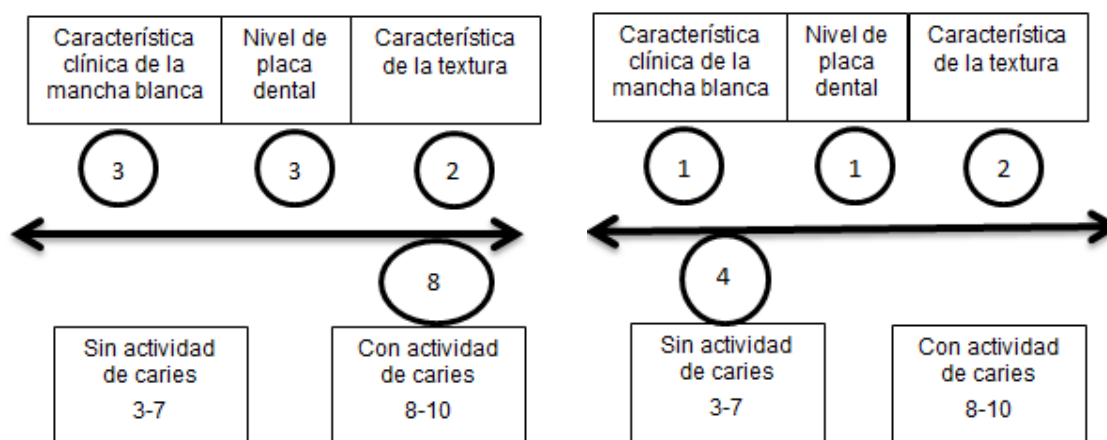 Característica
clínica de la
mancha blanca
Nivel de
placa
dental
Característica
de la textura
3
3
2
8
Sin actividad
de caries
3-7
Con actividad
de caries
8-10
Característica
clínica de la
mancha blanca
Nivel de
placa
dental
Característica
de la textura
1
1
2
4
Sin actividad
de caries
3-7
Con actividad
de caries
8-10